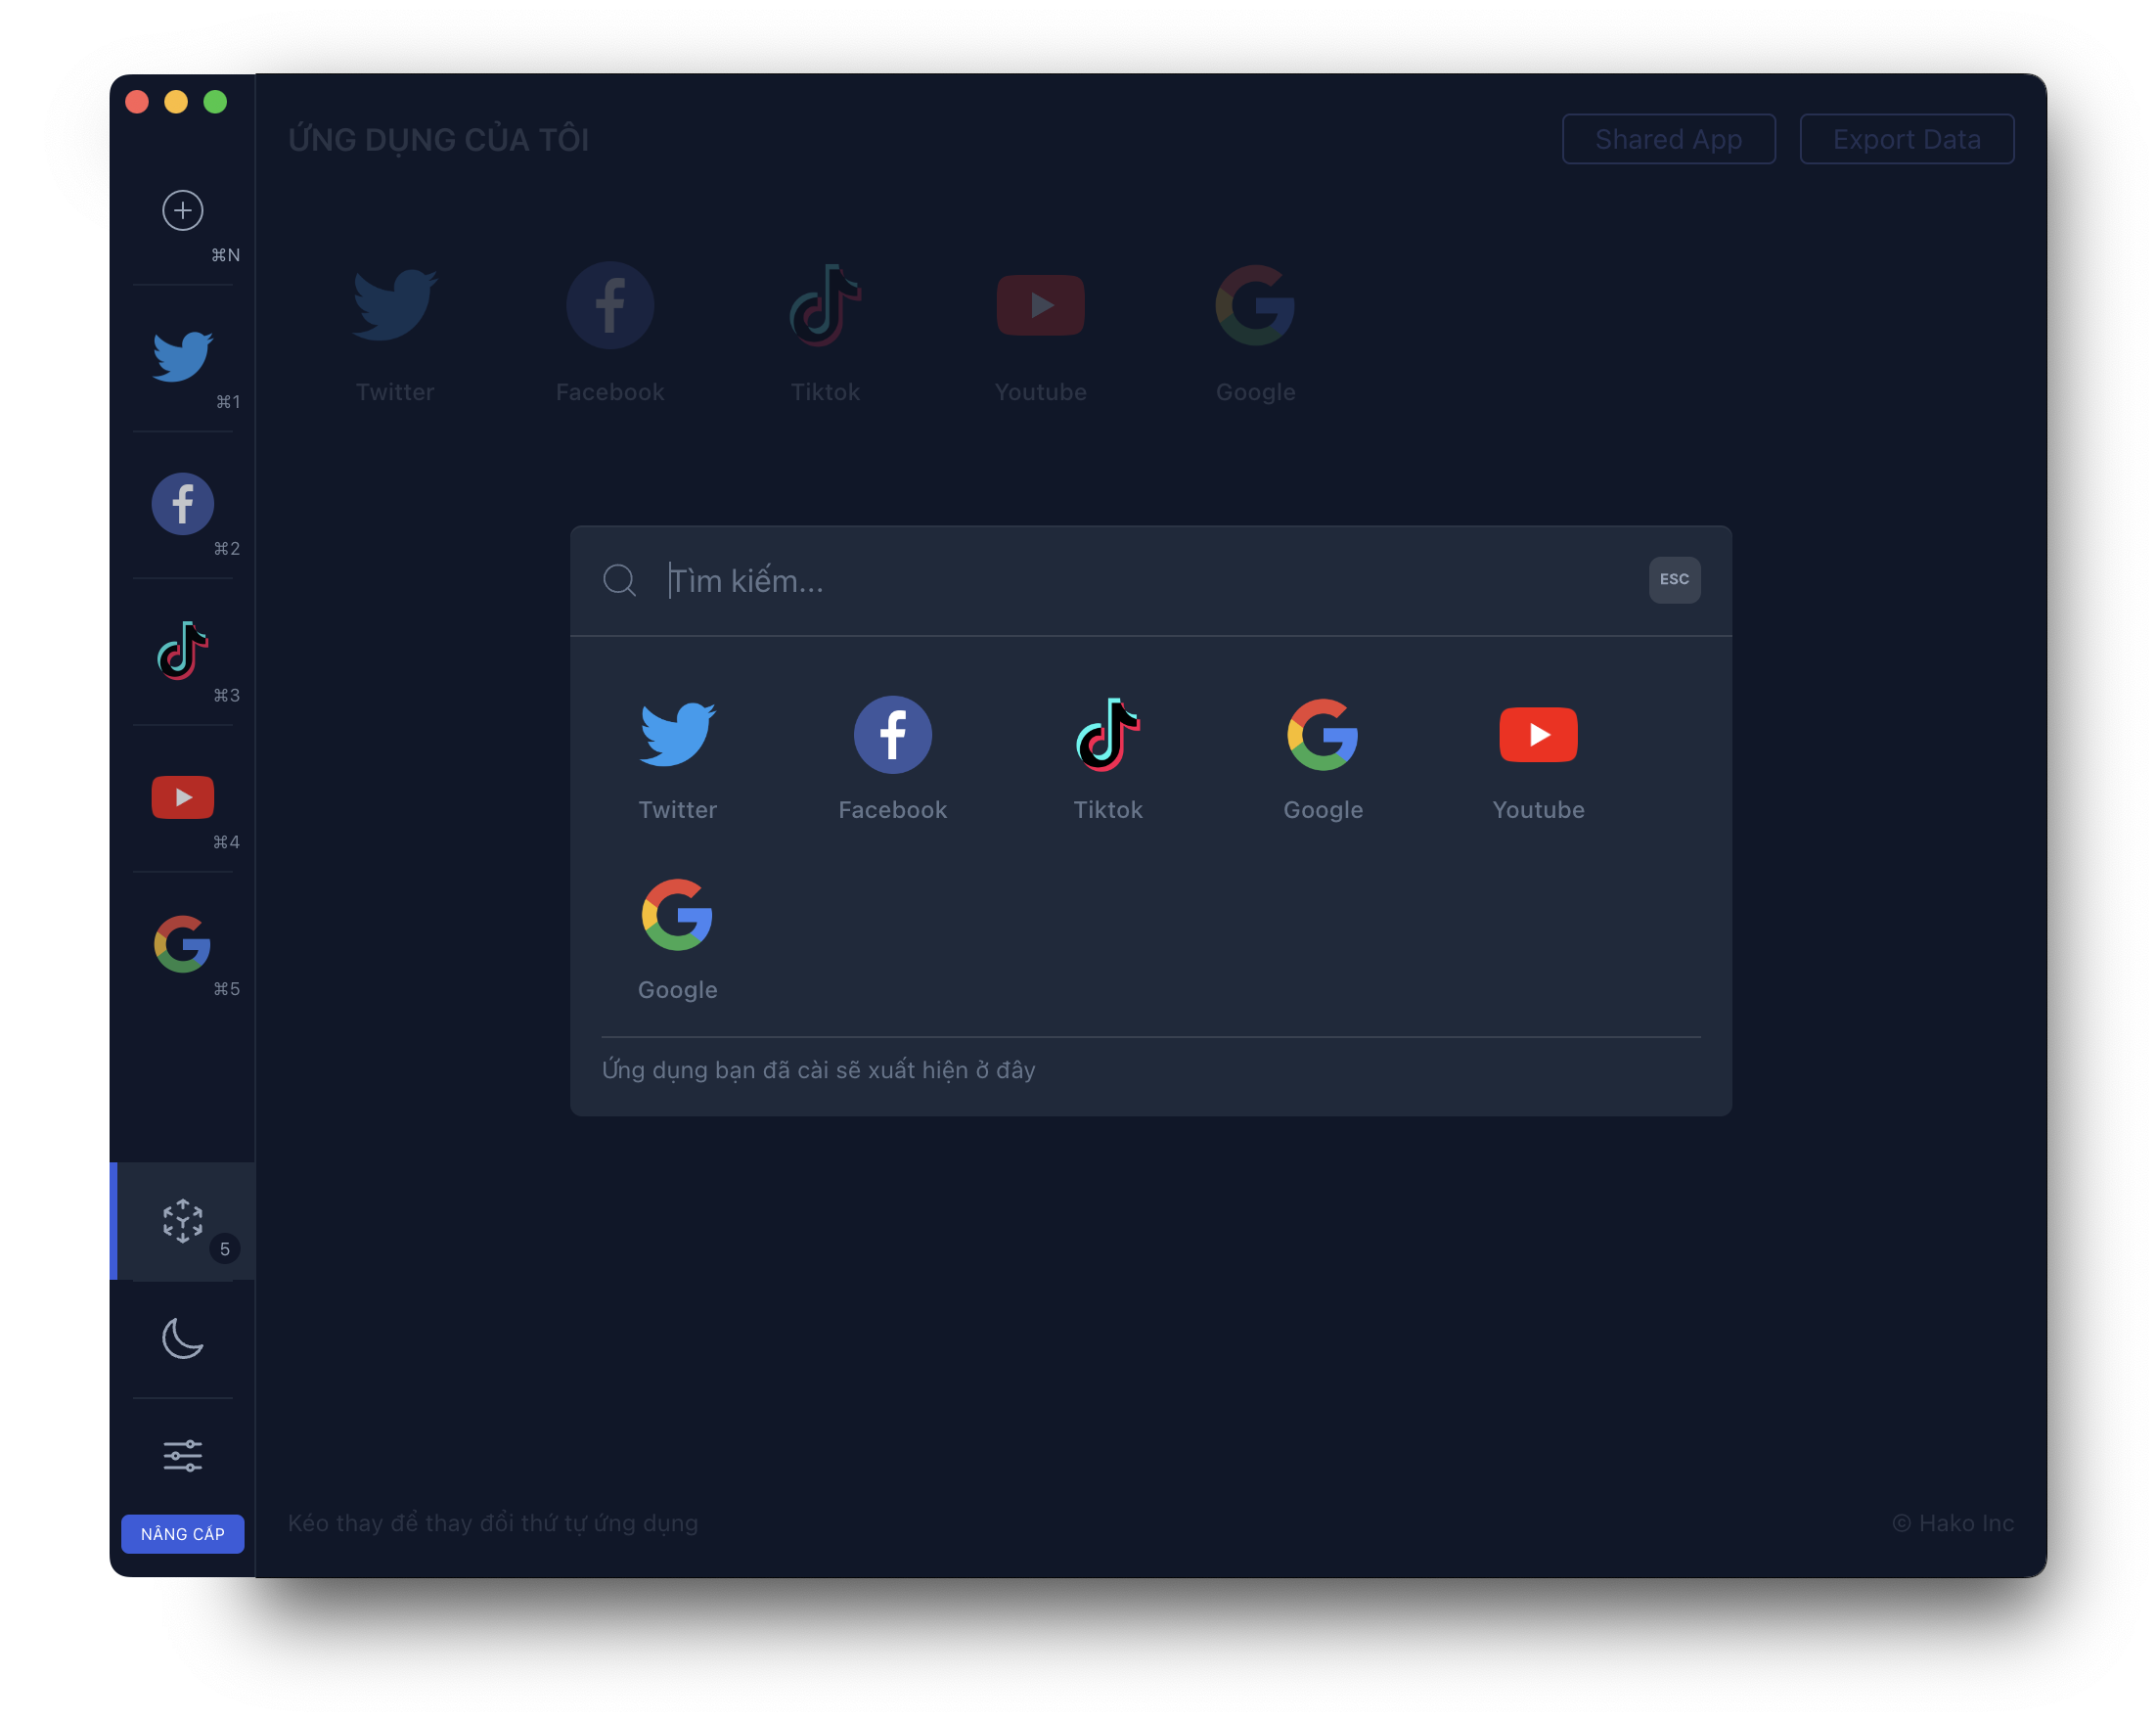 ỨNG DỤNG CỦA TÔI
Shared App
Export Data
⌘N
⌘1
⌘2
⌘3
⌘4
⌘5
5
NÂNG CẤP
Twitter
Facebook
Tiktok
Youtube
Google
Tìm kiếm...
ESC
Twitter
Facebook
Tiktok
Google
Youtube
Google
Ứng dụng bạn đã cài sẽ xuất hiện ở đây
Kéo thay để thay đổi thứ tự ứng dụng
© Hako Inc